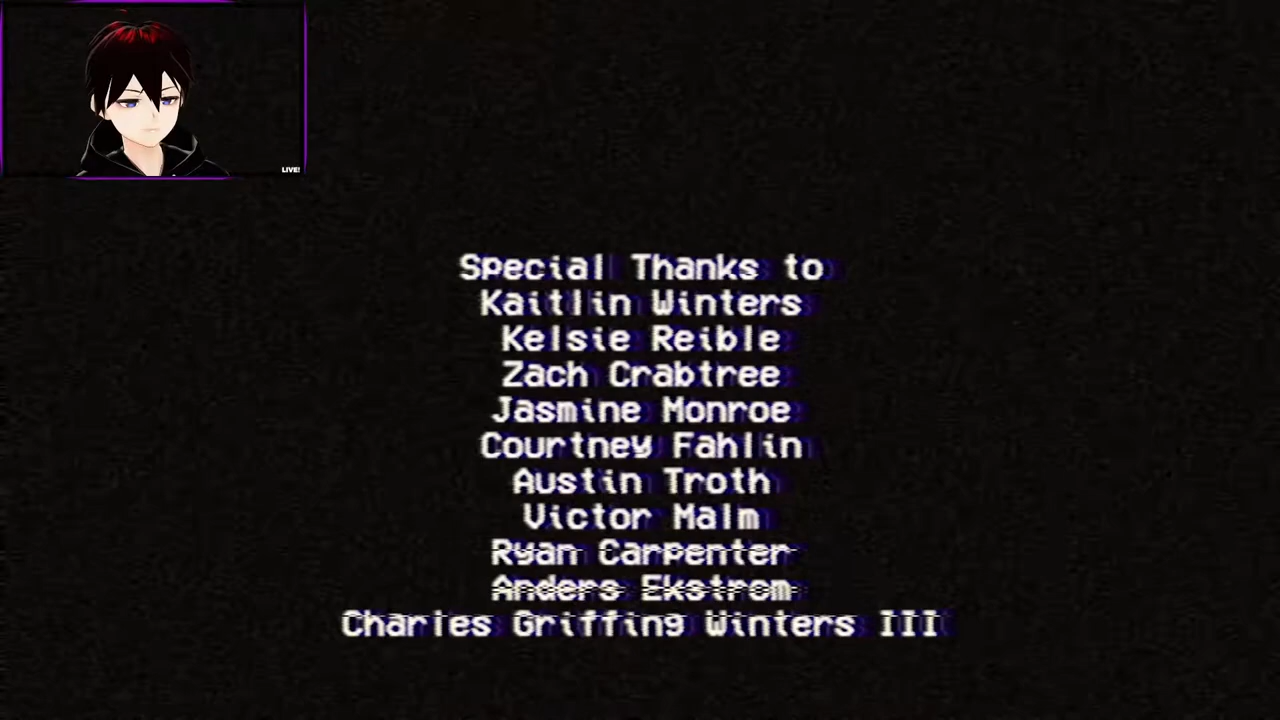 LIVE!
Special Thanks to
Kaitlin Winters
Kelsie Reible
Zach Crabtree
Jasmine Monroe
Courtney Fahlin
Austin Troth
Victor Malm
Ryan Carpenter
Anders Ekstrom
Charles Griffing Winters III